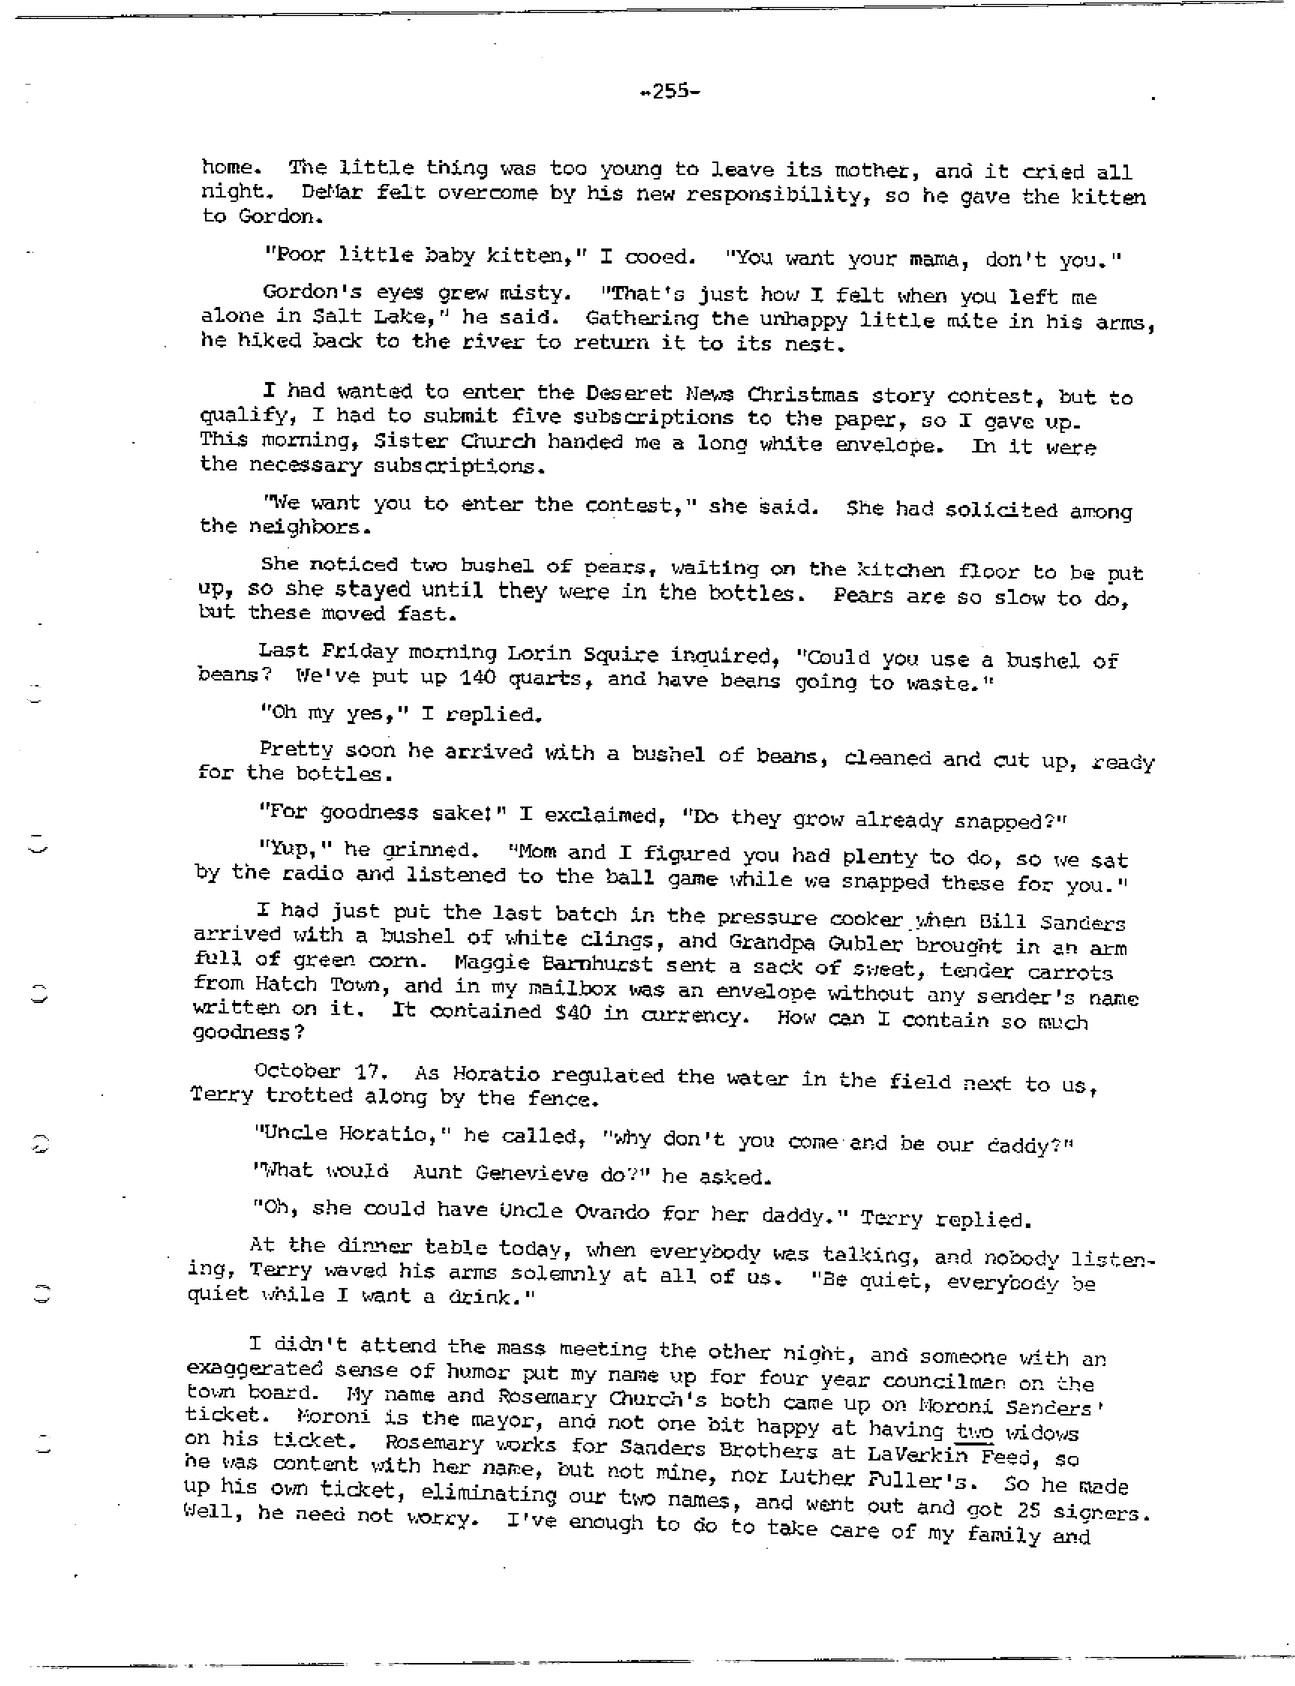 -255-
home. The little thing was too young to leave its mother, and it cried all
night. DeMar felt overcome by his new responsibility, so he gave the kitten
to Gordon.
"Poor little baby kitten," I cooed. "You want your mama, don't you."
Gordon's eyes grew misty. "That's just how I felt when you left me
alone in Salt Lake," he said. Gathering the unhappy little mite in his arms,
he hiked back to the river to return it to its nest.
I had wanted to enter the Deseret News Christmas story contest, but to
qualify, I had to submit five subscriptions to the paper, so I gave up.
This morning, Sister Church handed me a long white envelope. In it were
the necessary subscriptions.
"We want you to enter the contest," she said. She had solicited among
the neighbors.
She noticed two bushel of pears, waiting on the kitchen floor to be put
up, so she stayed until they were in the bottles. Pears are so slow to do,
but these moved fast.
Last Friday morning Lorin Squire inquired, "Could you use a bushel of
beans? We've put up 140 quarts, and have beans going to waste."
"Oh my yes," I replied.
Pretty soon he arrived with a bushel of beans, cleaned and cut up, ready
for the bottles.
"For goodness sake!" I exclaimed, "Do they grow already snapped?"
"Yup," he grinned. "Mom and I figured you had plenty to do, so we sat
by the radio and listened to the ball game while we snapped these for you."
I had just put the last batch in the pressure cooker when Bill Sanders
arrived with a bushel of white clings, and Grandpa Gubler brought in an arm
full of green corn. Maggie Barnhurst sent a sack of sweet, tender carrots
from Hatch Town, and in my mailbox was an envelope without any sender's name
written on it. It contained $40 in currency. How can I contain so much
goodness?
October 17. As Horatio regulated the water in the field next to us,
Terry trotted along by the fence.
"Uncle Horatio," he called, "why don't you come and be our daddy?"
"What would Aunt Genevieve do?" he asked.
"Oh, she could have Uncle Ovando for her daddy." Terry replied.
At the dinner table today, when everybody was talking, and nobody listen-
ing, Terry waved his arms solemnly at all of us. "Be quiet, everybody be
quiet while I want a drink."
I didn't attend the mass meeting the other night, and someone with an
exaggerated sense of humor put my name up for four year councilman on the
town board. My name and Rosemary Church's both came up on Moroni Sanders'
ticket. Moroni is the mayor, and not one bit happy at having two widows
on his ticket. Rosemary works for Sanders Brothers at LaVerkin Feed, so
he was content with her name, but not mine, nor Luther Fuller's. So he made
up his own ticket, eliminating our two names, and went out and got 25 signers.
Well, he need not worry. I've enough to do to take care of my family and